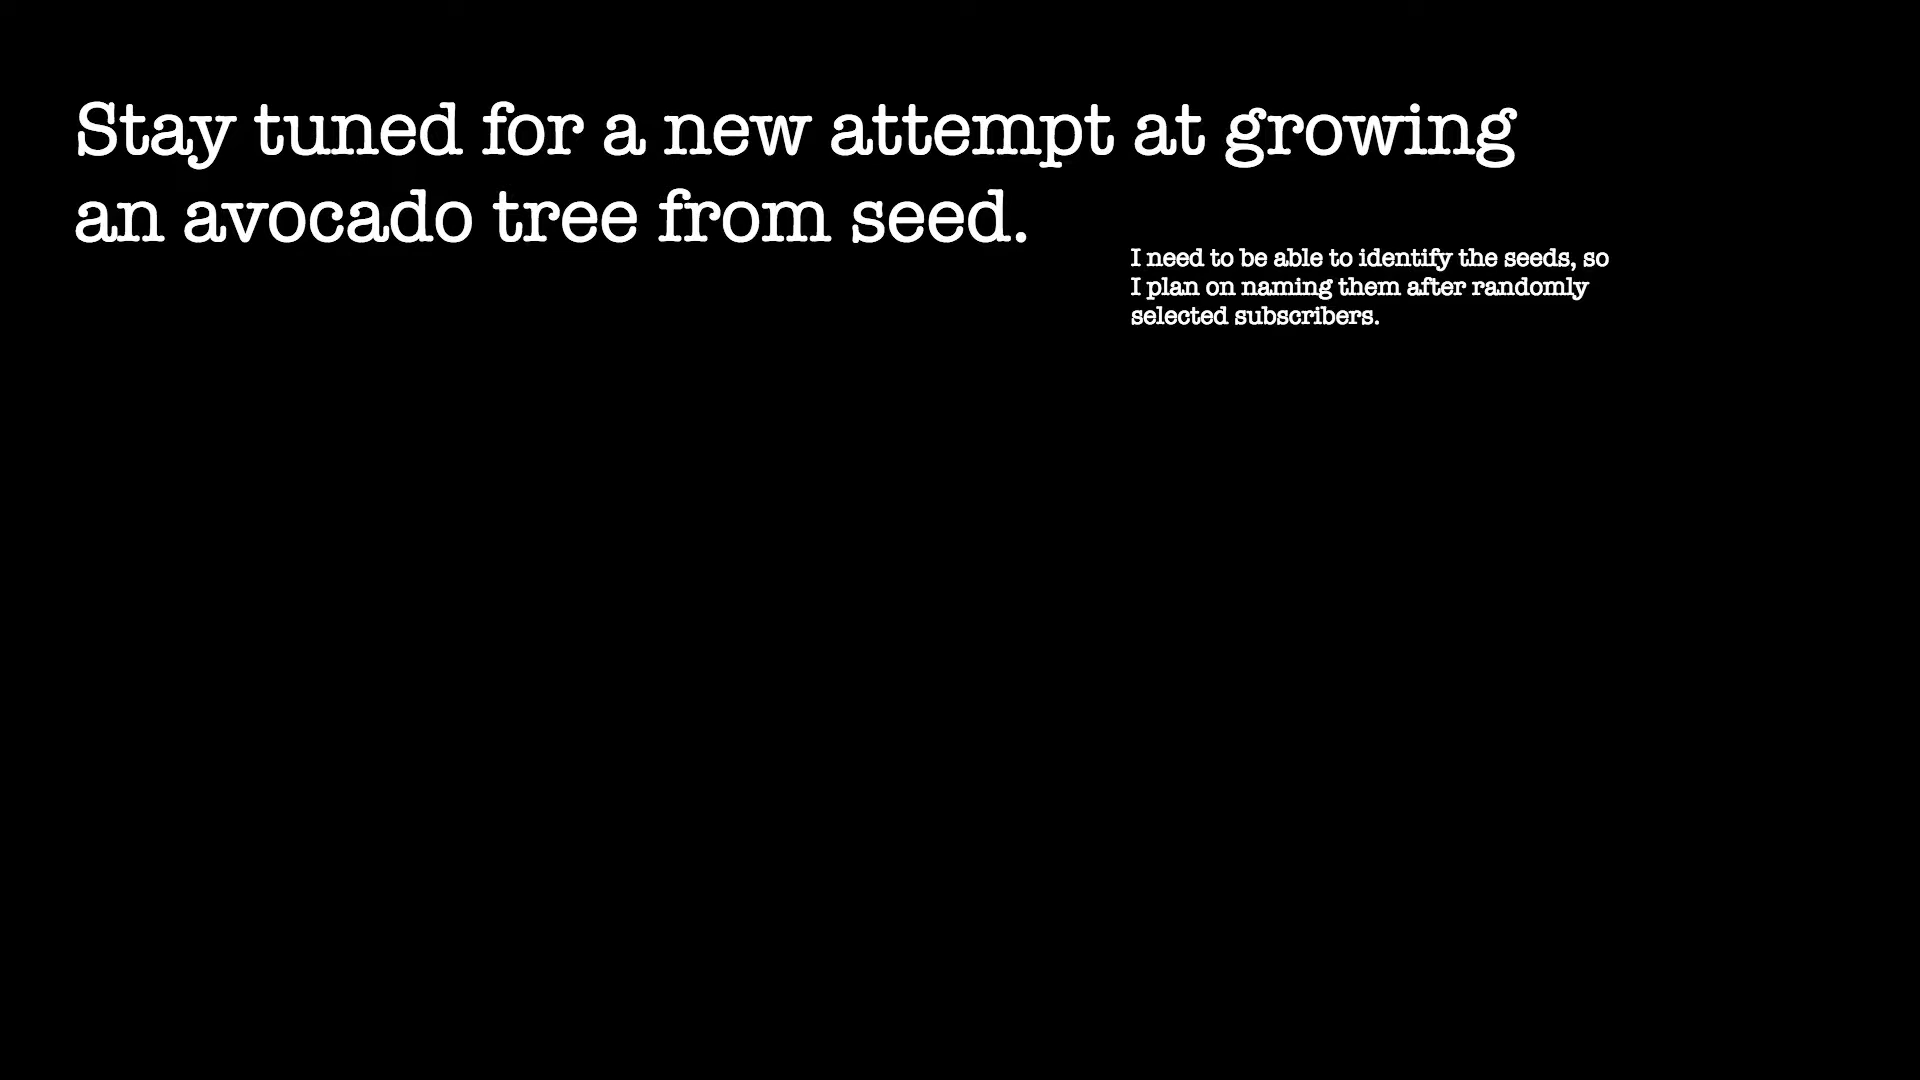 Stay tuned for a new attempt at growing
an avocado tree from seed.
I need to be able to identify the seeds, so
I plan on naming them after randomly
selected subscribers.